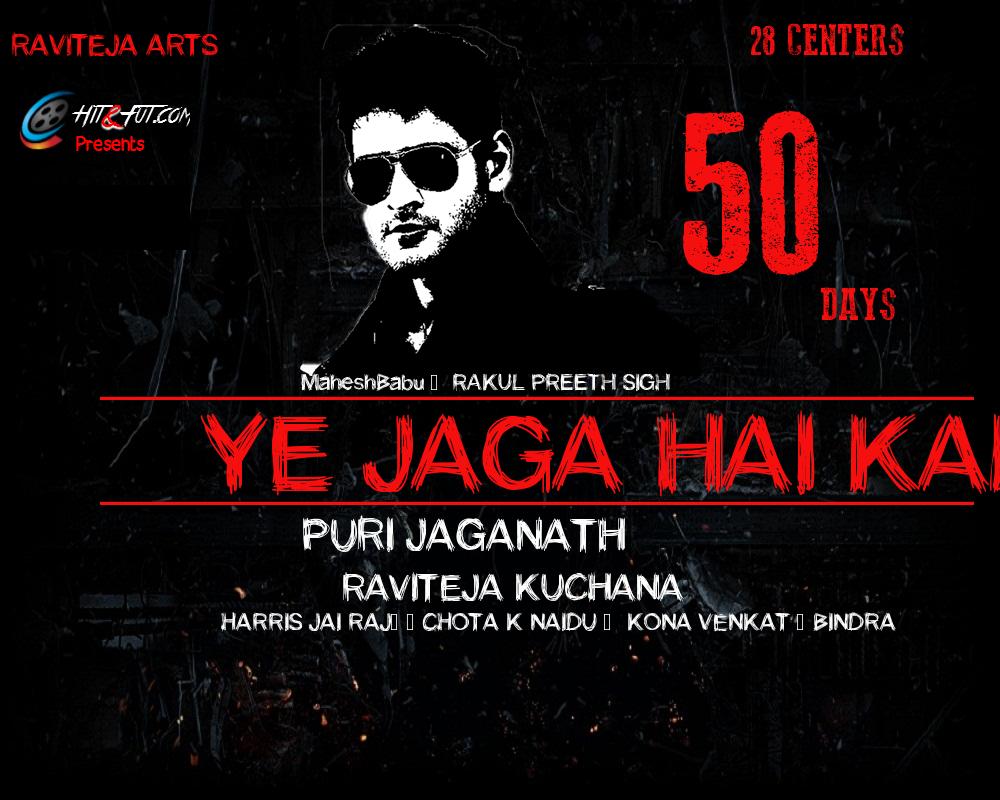 RAVITEJA ARTS
28 CENTERS
HIT&FUT.COM
Presents
50
DAYS
MaheshBabu ▯ RAKUL PREETH SIGH
YE JAGA HAI KA
PURI JAGANATH
RAVITEJA KUCHANA
HARRIS JAI RAJ▯ ▯ CHOTA K NAIDU ▯ KONA VENKAT ▯ BINDRA